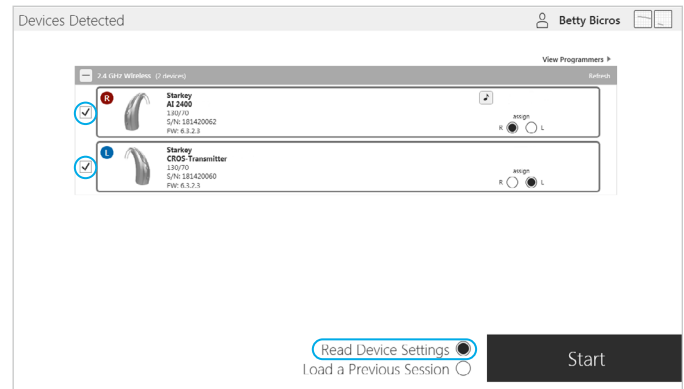 Devices Detected
Betty Bicros
View Programmers
2.4 GHz Wireless (2 devices) Refresh
R
Starkey
AI 2400
130/70
S/N: 181420062
FW: 6.3.2.3
assign
R L
L
Starkey
CROS-Transmitter
130/70
S/N: 181420060
FW: 6.3.2.3
assign
R L
Read Device Settings
Load a Previous Session
Start